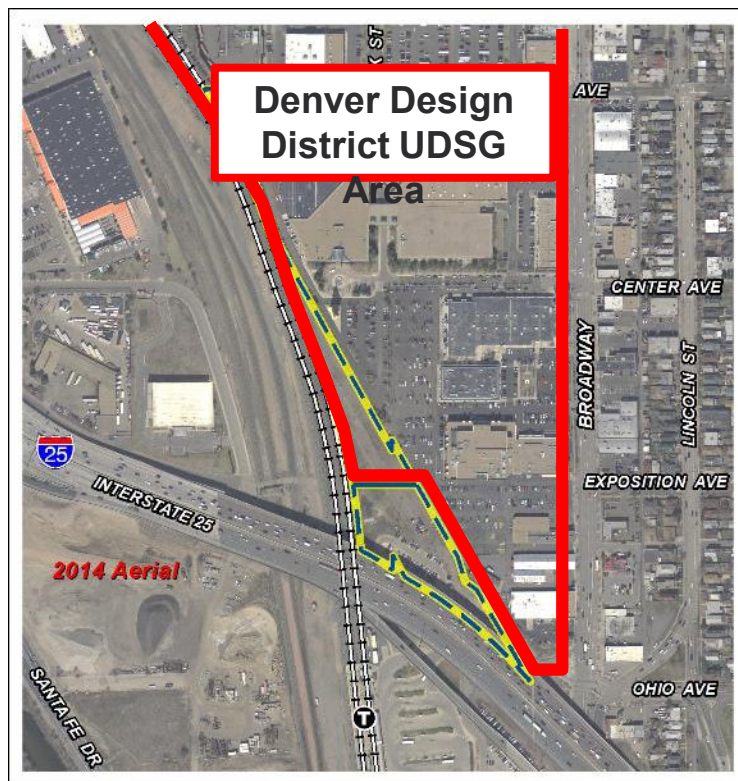 K ST
Denver Design
District UDSG
Area
AVE
CENTER AVE
BROADWAY
LINCOLN ST
25
INTERSTATE 25
EXPOSITION AVE
2014 Aerial
SANTA FE DR
T
OHIO AVE